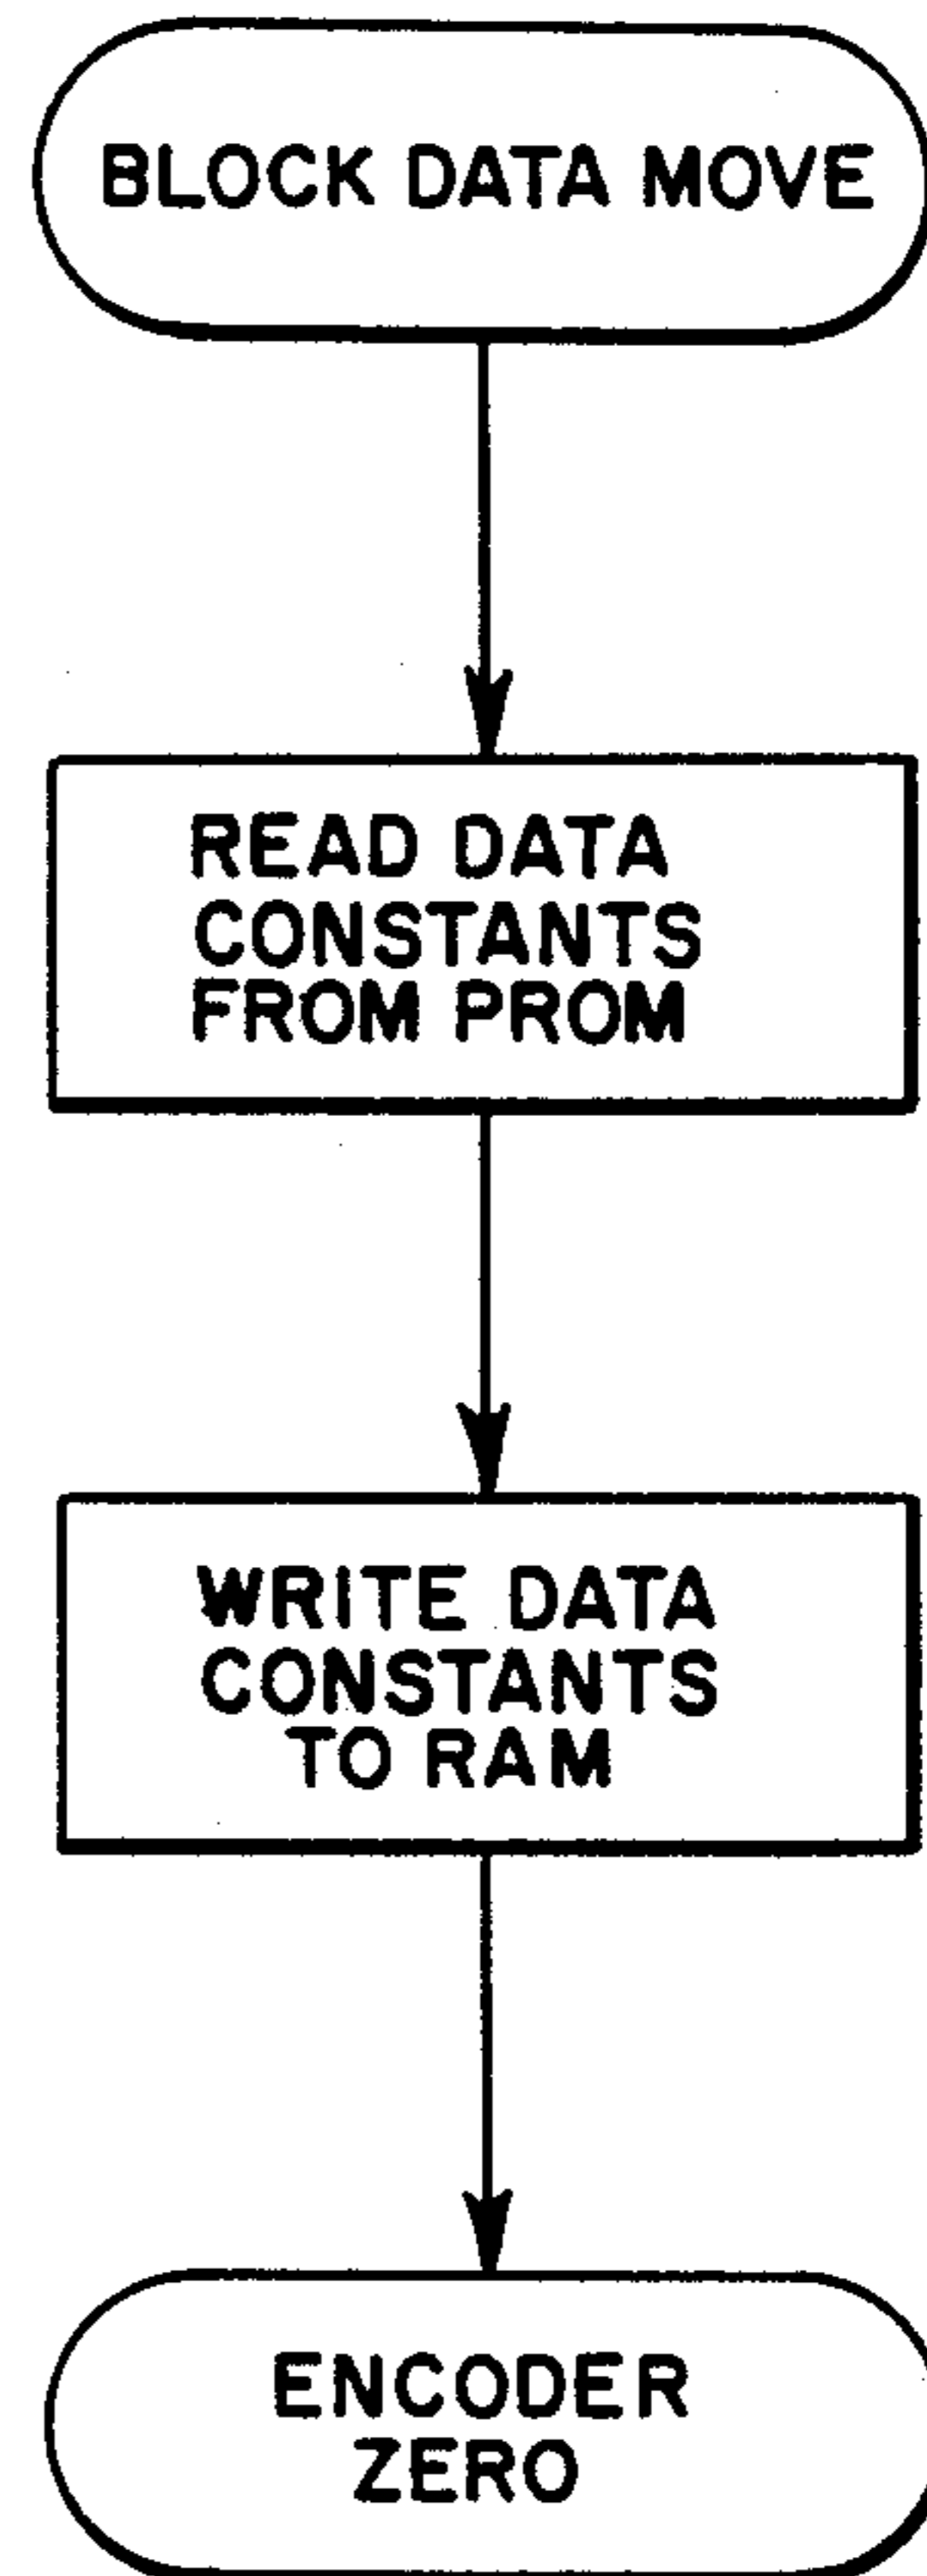 BLOCK DATA MOVE
READ DATA
CONSTANTS
FROM PROM
WRITE DATA
CONSTANTS
TO RAM
ENCODER
ZERO